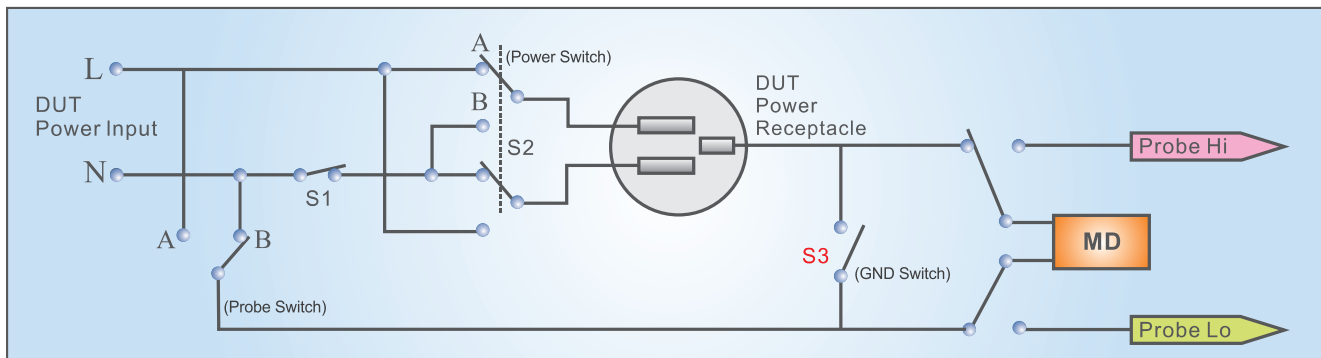 L
DUT
Power Input
N
A
B
(Probe Switch)
S1
A
(Power Switch)
B
S2
DUT
Power
Receptacle
S3
(GND Switch)
Probe Hi
MD
Probe Lo